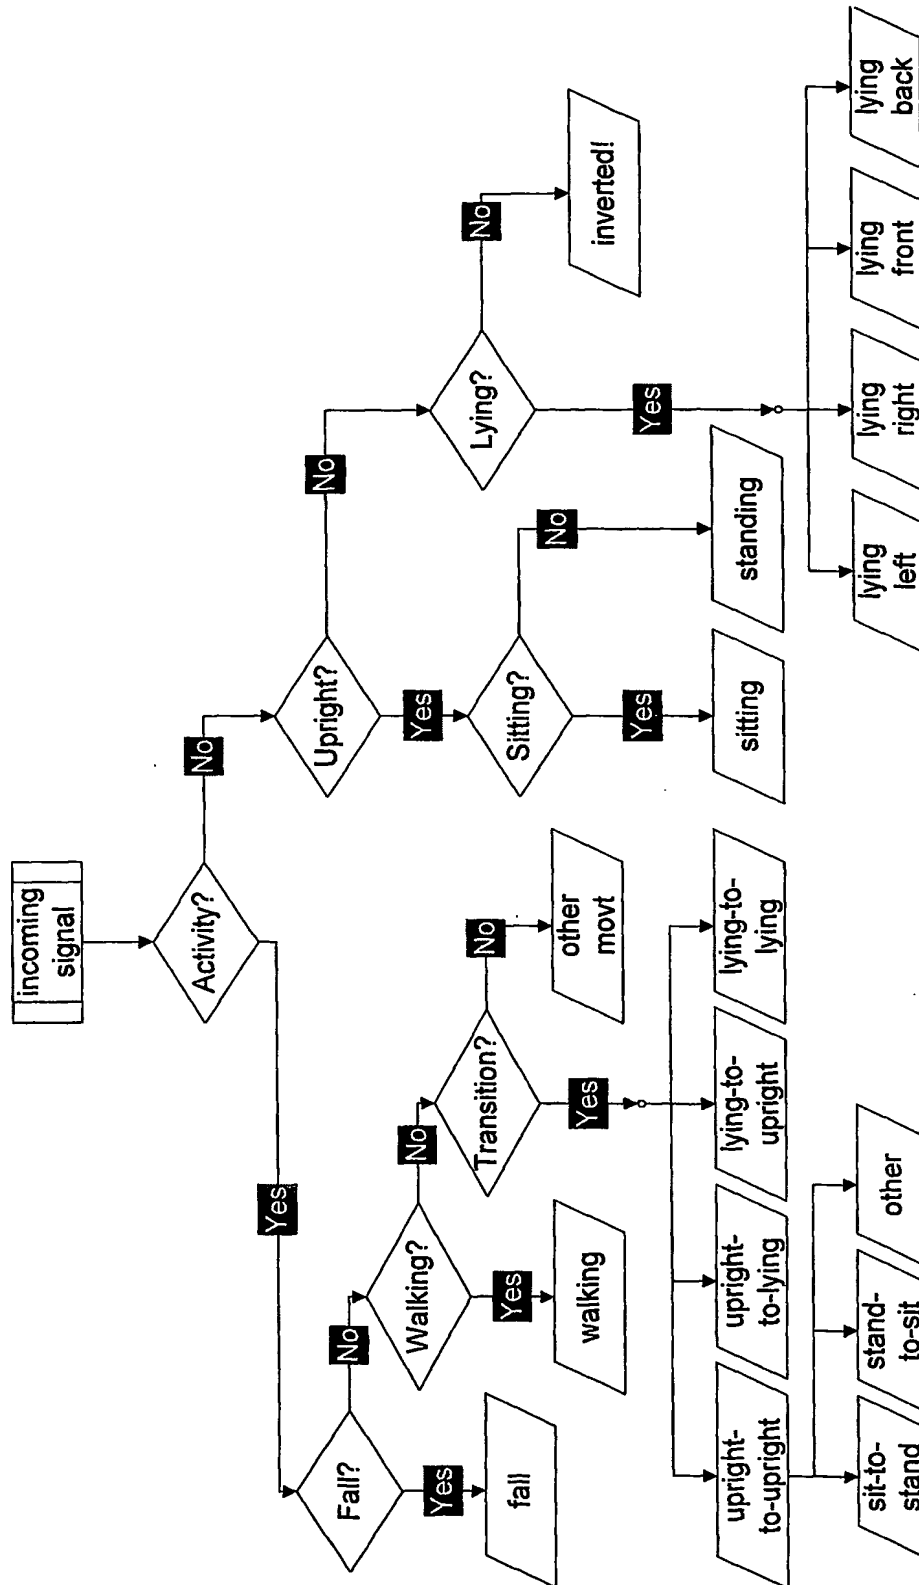 incoming
signal
Activity?
Yes
No
Fall?
No
Yes
fall
Walking?
No
Yes
walking
Transition?
No
Yes
other
movt
upright-
to-upright
upright-
to-lying
lying-to-
upright
lying-to-
lying
sit-to-
stand
stand-
to-sit
other
Upright?
No
Yes
Sitting?
No
Yes
sitting
standing
Lying?
No
Yes
inverted!
lying
left
lying
right
lying
front
lying
back